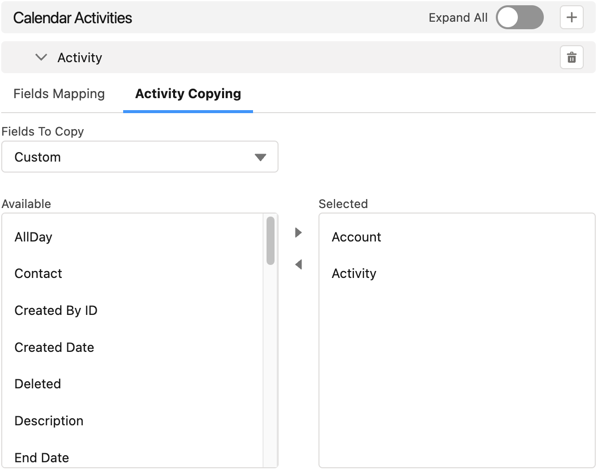 Calendar Activities
Expand All
Activity
Fields Mapping
Activity Copying
Fields To Copy
Custom
Available
AllDay
Contact
Created By ID
Created Date
Deleted
Description
End Date
Selected
Account
Activity